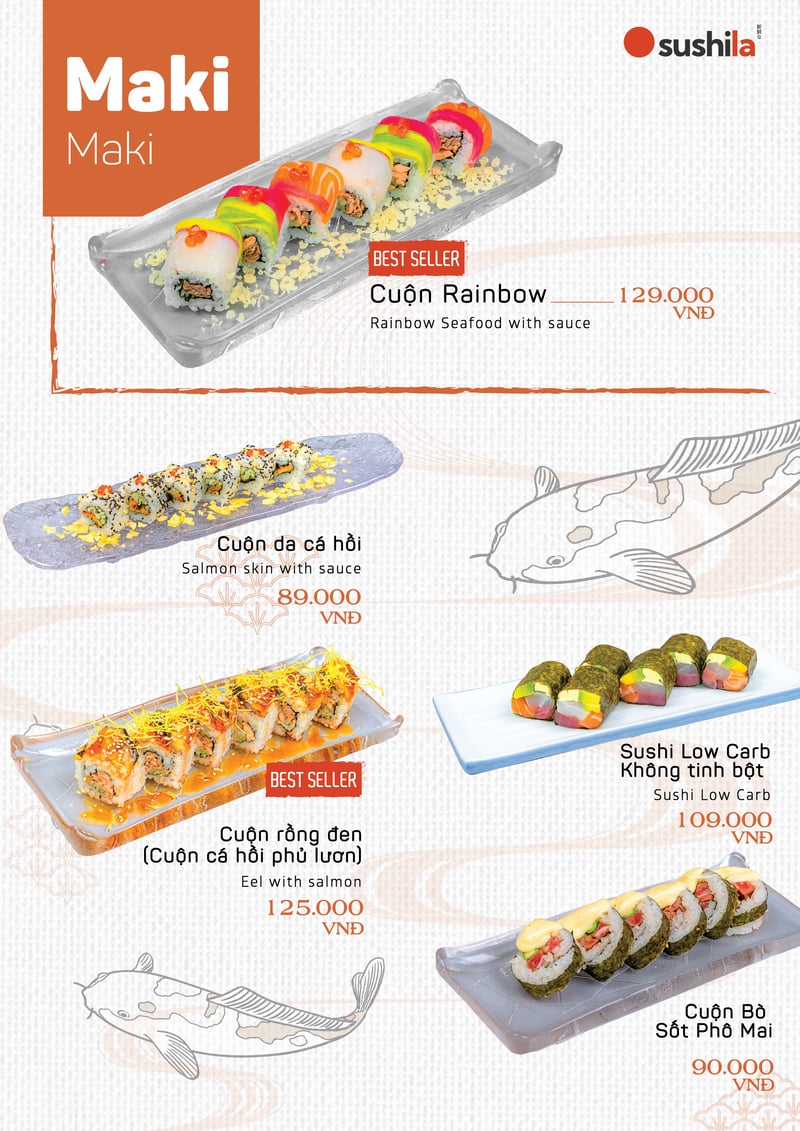 Maki
Maki
sushila
BEST SELLER
Cuộn Rainbow 129.000
VNĐ
Rainbow Seafood with sauce
Cuộn da cá hồi
Salmon skin with sauce
89.000
VNĐ
BEST SELLER
Cuộn rồng đen
(Cuộn cá hồi phủ lươn)
Eel with salmon
125.000
VNĐ
Sushi Low Carb
Không tinh bột
Sushi Low Carb
109.000
VNĐ
Cuộn Bò
Sốt Phô Mai
90.000
VNĐ